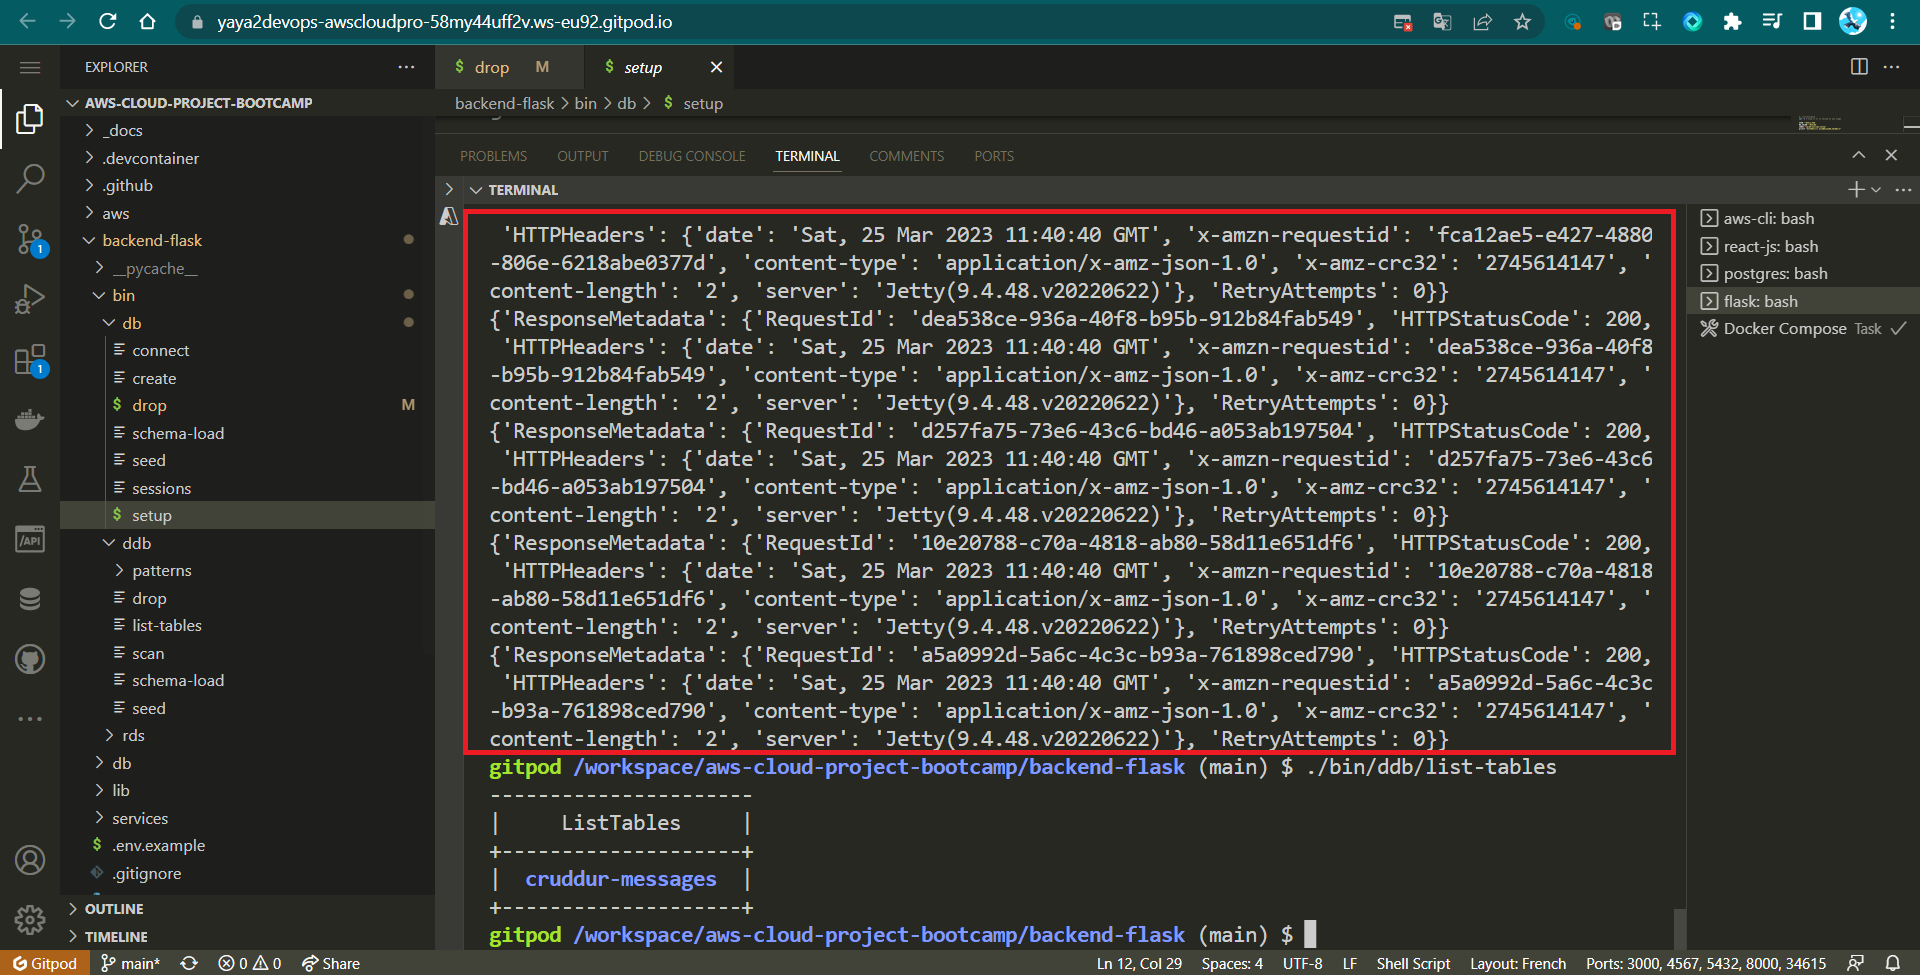 yaya2devops-awscloudpro-58my44uff2v.ws-eu92.gitpod.io
EXPLORER
AWS-CLOUD-PROJECT-BOOTCAMP
_docs
.devcontainer
.github
aws
backend-flask
__pycache__
bin
db
connect
create
$ drop M
schema-load
seed
sessions
$ setup
ddb
patterns
drop
list-tables
scan
schema-load
seed
rds
db
lib
services
$ .env.example
.gitignore
OUTLINE
TIMELINE
1
1
/API
$ drop M
$ setup
backend-flask > bin > db > $ setup
PROBLEMS OUTPUT DEBUG CONSOLE TERMINAL COMMENTS PORTS
TERMINAL
'HTTPHeaders': {'date': 'Sat, 25 Mar 2023 11:40:40 GMT', 'x-amzn-requestid': 'fca12ae5-e427-4880
-806e-6218abe0377d', 'content-type': 'application/x-amz-json-1.0', 'x-amz-crc32': '2745614147', '
content-length': '2', 'server': 'Jetty(9.4.48.v20220622)'}, 'RetryAttempts': 0}}
{'ResponseMetadata': {'RequestId': 'dea538ce-936a-40f8-b95b-912b84fab549', 'HTTPStatusCode': 200,
'HTTPHeaders': {'date': 'Sat, 25 Mar 2023 11:40:40 GMT', 'x-amzn-requestid': 'dea538ce-936a-40f8
-b95b-912b84fab549', 'content-type': 'application/x-amz-json-1.0', 'x-amz-crc32': '2745614147', '
content-length': '2', 'server': 'Jetty(9.4.48.v20220622)'}, 'RetryAttempts': 0}}
{'ResponseMetadata': {'RequestId': 'd257fa75-73e6-43c6-bd46-a053ab197504', 'HTTPStatusCode': 200,
'HTTPHeaders': {'date': 'Sat, 25 Mar 2023 11:40:40 GMT', 'x-amzn-requestid': 'd257fa75-73e6-43c6
-bd46-a053ab197504', 'content-type': 'application/x-amz-json-1.0', 'x-amz-crc32': '2745614147', '
content-length': '2', 'server': 'Jetty(9.4.48.v20220622)'}, 'RetryAttempts': 0}}
{'ResponseMetadata': {'RequestId': '10e20788-c70a-4818-ab80-58d11e651df6', 'HTTPStatusCode': 200,
'HTTPHeaders': {'date': 'Sat, 25 Mar 2023 11:40:40 GMT', 'x-amzn-requestid': '10e20788-c70a-4818
-ab80-58d11e651df6', 'content-type': 'application/x-amz-json-1.0', 'x-amz-crc32': '2745614147', '
content-length': '2', 'server': 'Jetty(9.4.48.v20220622)'}, 'RetryAttempts': 0}}
{'ResponseMetadata': {'RequestId': 'a5a0992d-5a6c-4c3c-b93a-761898ced790', 'HTTPStatusCode': 200,
'HTTPHeaders': {'date': 'Sat, 25 Mar 2023 11:40:40 GMT', 'x-amzn-requestid': 'a5a0992d-5a6c-4c3c
-b93a-761898ced790', 'content-type': 'application/x-amz-json-1.0', 'x-amz-crc32': '2745614147', '
content-length': '2', 'server': 'Jetty(9.4.48.v20220622)'}, 'RetryAttempts': 0}}
gitpod /workspace/aws-cloud-project-bootcamp/backend-flask (main) $ ./bin/ddb/list-tables
---------------------
| ListTables |
+-------------------+
| cruddur-messages |
+-------------------+
gitpod /workspace/aws-cloud-project-bootcamp/backend-flask (main) $
aws-cli: bash
react-js: bash
postgres: bash
flask: bash
Docker Compose Task
Gitpod main* 0 0 Share Ln 12, Col 29 Spaces: 4 UTF-8 LF Shell Script Layout: French Ports: 3000, 4567, 5432, 8000, 34615